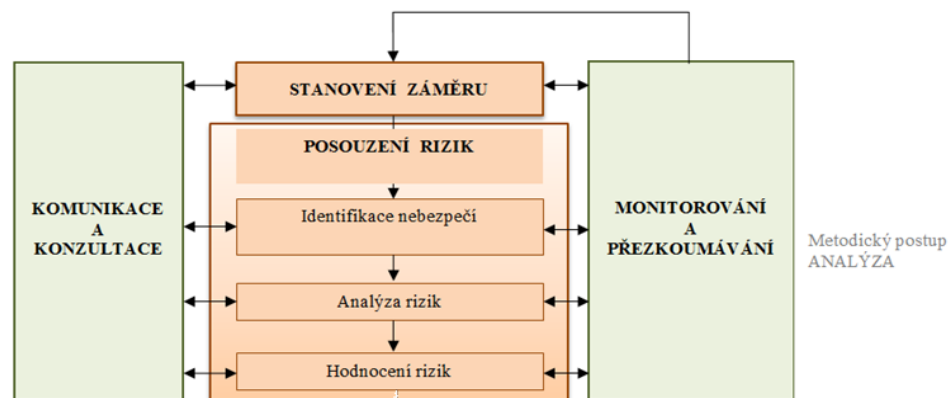 STANOVENÍ ZÁMĚRU
POSOUZENÍ RIZIK
KOMUNIKACE
A
KONZULTACE
Identifikace nebezpečí
MONITOROVÁNÍ
A
PŘEZKOUMÁVÁNÍ
Metodický postup
ANALÝZA
Analýza rizik
Hodnocení rizik